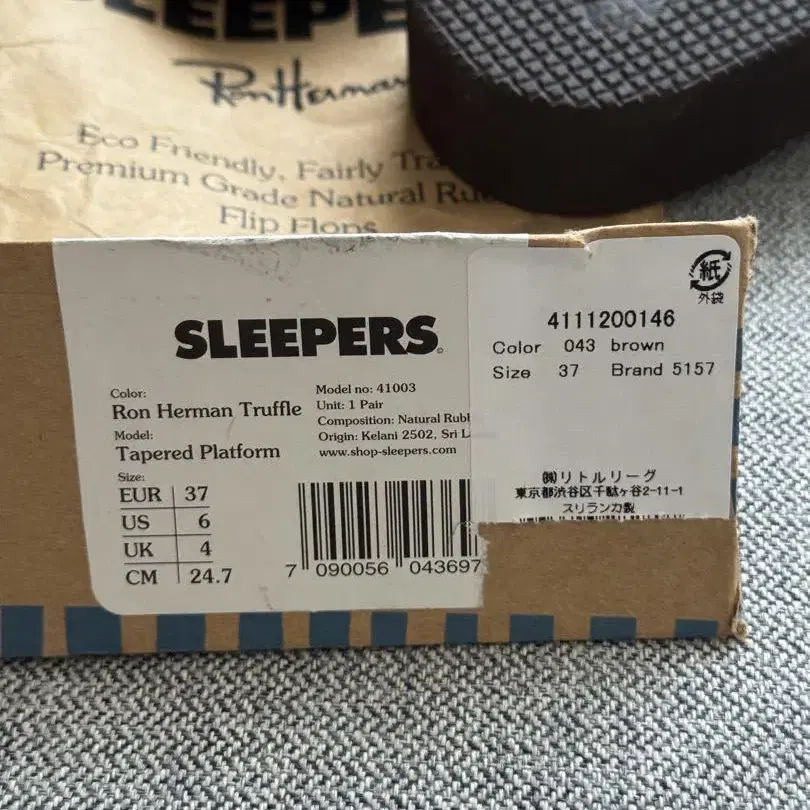 SLEEPERS
Ron Herman
Eco Friendly, Fairly
Premium Grade Natural
Flip Flops
SLEEPERS
Color:
Ron Herman Truffle
Model:
Tapered Platform
Size:
EUR 37
US 6
UK 4
CM 24.7
Model no: 41003
Unit: 1 Pair
Composition: Natural
Origin: Kelani 2502, Sri
www.shop-sleepers.com
7 090056 043697
紙
外袋
4111200146
Color 043 brown
Size 37 Brand 5157
㈱リトルリーグ
東京都渋谷区千駄ヶ谷2-11-1
スリランカ製